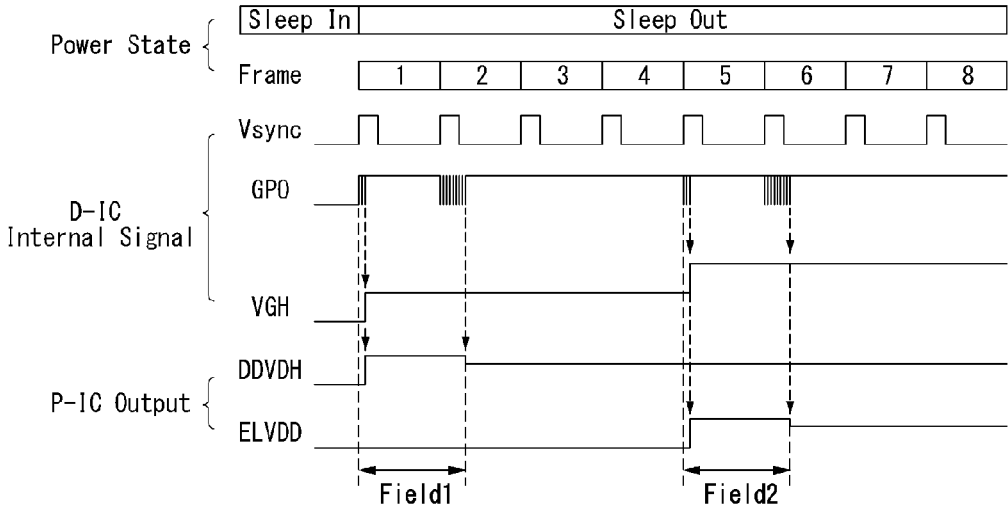 Sleep In Sleep Out
Power State
Frame 1 2 3 4 5 6 7 8
Vsync
GPO
D-IC
Internal Signal
VGH
DDVDH
P-IC Output
ELVDD
Field1 Field2